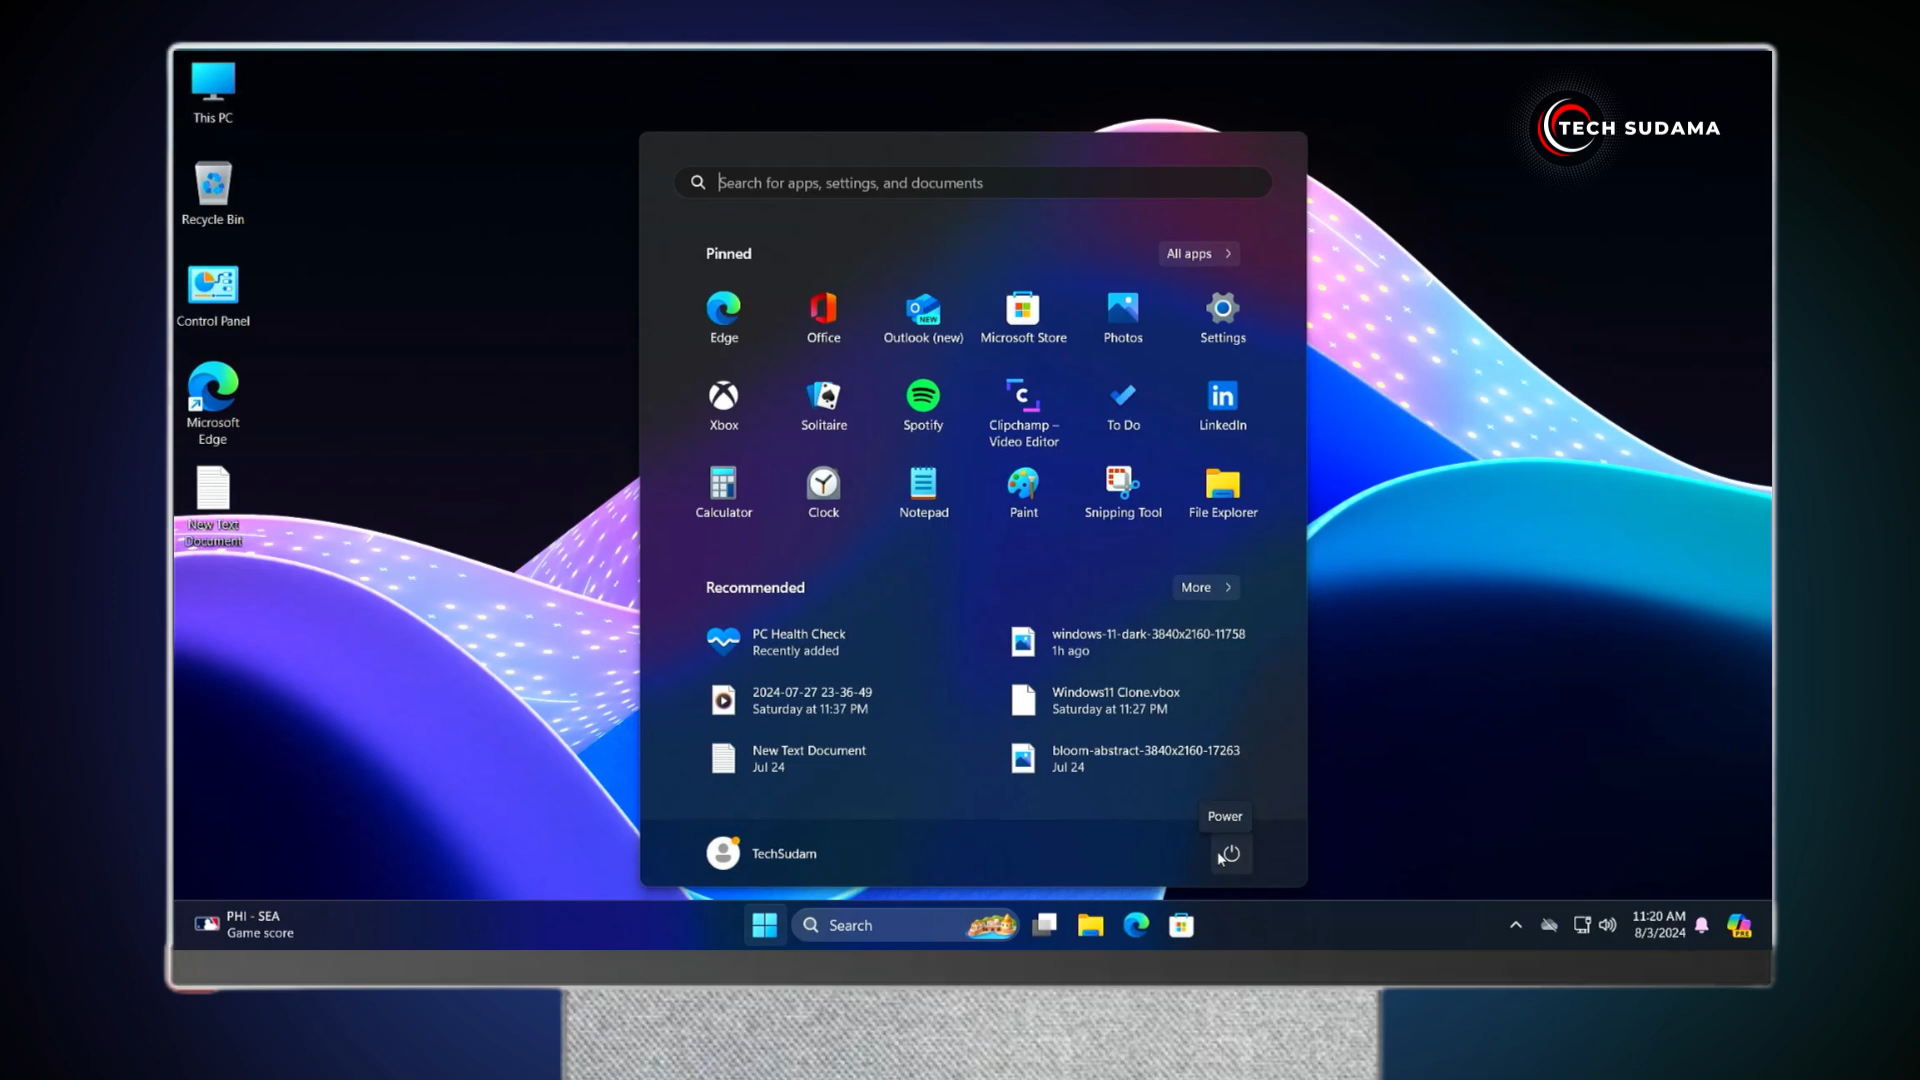 This PC
Recycle Bin
Control Panel
Microsoft
Edge
New Text
Document
TECH SUDAMA
Search for apps, settings, and documents
Pinned
All apps
Edge
Office
Outlook (new)
Microsoft Store
Photos
Settings
Xbox
Solitaire
Spotify
Clipchamp –
Video Editor
To Do
LinkedIn
Calculator
Clock
Notepad
Paint
Snipping Tool
File Explorer
Recommended
More
PC Health Check
Recently added
windows-11-dark-3840x2160-11758
1h ago
2024-07-27 23-36-49
Saturday at 11:37 PM
Windows11 Clone.vbox
Saturday at 11:27 PM
New Text Document
Jul 24
bloom-abstract-3840x2160-17263
Jul 24
Power
TechSudam
PHI - SEA
Game score
Search
11:20 AM
8/3/2024
NEW
PRE